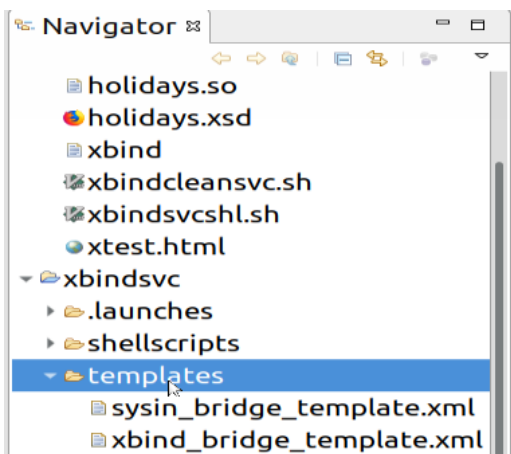 Navigator
holidays.so
holidays.xsd
xbind
xbindcleansvc.sh
xbindsvcshl.sh
xtest.html
xbindsvc
.launches
shellscripts
templates
sysin_bridge_template.xml
xbind_bridge_template.xml